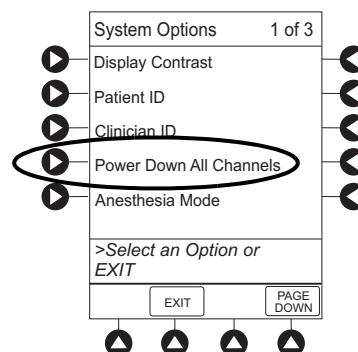 System Options 1 of 3
Display Contrast
Patient ID
Clinician ID
Power Down All Channels
Anesthesia Mode
>Select an Option or
EXIT
EXIT
PAGE
DOWN